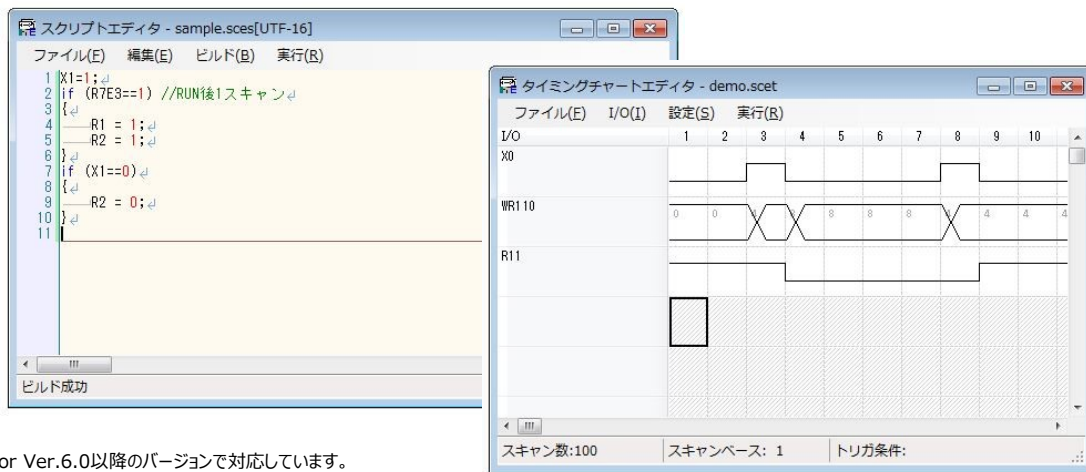 スクリプトエディタ - sample.sces[UTF-16]
ファイル(F) 編集(E) ビルド(B) 実行(R)
1 X1=1;
2 if (R7E3==1) //RUN後1スキャン
3 {
4 R1 = 1;
5 R2 = 1;
6 }
7 if (X1==0)
8 {
9 R2 = 0;
10 }
11
ビルド成功
タイミングチャートエディタ - demo.scet
ファイル(F) I/O(I) 設定(S) 実行(R)
I/O 1 2 3 4 5 6 7 8 9 10
X0
WR110 0 0 8 8 8 4 4 4
R11
スキャン数:100 スキャンベース: 1 トリガ条件:
or Ver.6.0以降のバージョンで対応しています。